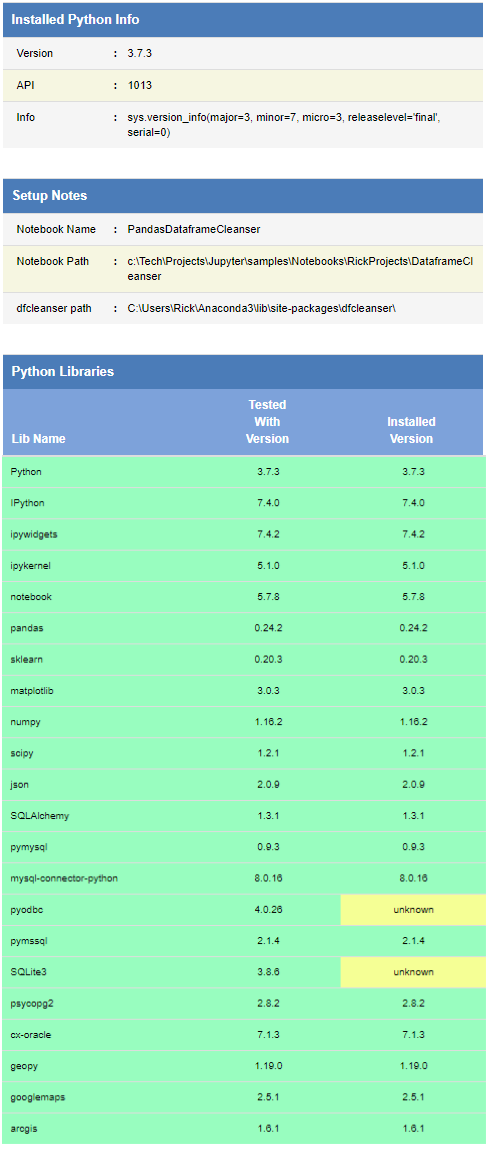 Installed Python Info
Version : 3.7.3
API : 1013
Info : sys.version_info(major=3, minor=7, micro=3, releaselevel='final',
serial=0)
Setup Notes
Notebook Name : PandasDataframeCleanser
Notebook Path : c:\Tech\Projects\Jupyter\samples\Notebooks\RickProjects\DataframeCl
eanser
dfcleanser path : C:\Users\Rick\Anaconda3\lib\site-packages\dfcleanser\
Python Libraries
Tested
With Installed
Lib Name Version Version
Python 3.7.3 3.7.3
IPython 7.4.0 7.4.0
ipywidgets 7.4.2 7.4.2
ipykernel 5.1.0 5.1.0
notebook 5.7.8 5.7.8
pandas 0.24.2 0.24.2
sklearn 0.20.3 0.20.3
matplotlib 3.0.3 3.0.3
numpy 1.16.2 1.16.2
scipy 1.2.1 1.2.1
json 2.0.9 2.0.9
SQLAlchemy 1.3.1 1.3.1
pymysql 0.9.3 0.9.3
mysql-connector-python 8.0.16 8.0.16
pyodbc 4.0.26 unknown
pymssql 2.1.4 2.1.4
SQLite3 3.8.6 unknown
psycopg2 2.8.2 2.8.2
cx-oracle 7.1.3 7.1.3
geopy 1.19.0 1.19.0
googlemaps 2.5.1 2.5.1
arcgis 1.6.1 1.6.1